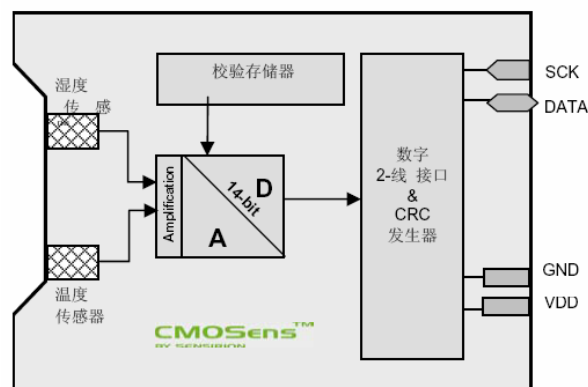 湿度
传 感
校验存储器
SCK
DATA
数字
2-线 接口
&
CRC
发生器
Amplification
14-bit
D
A
GND
VDD
温度
传感器
CMOSens™
BY SENSIRION